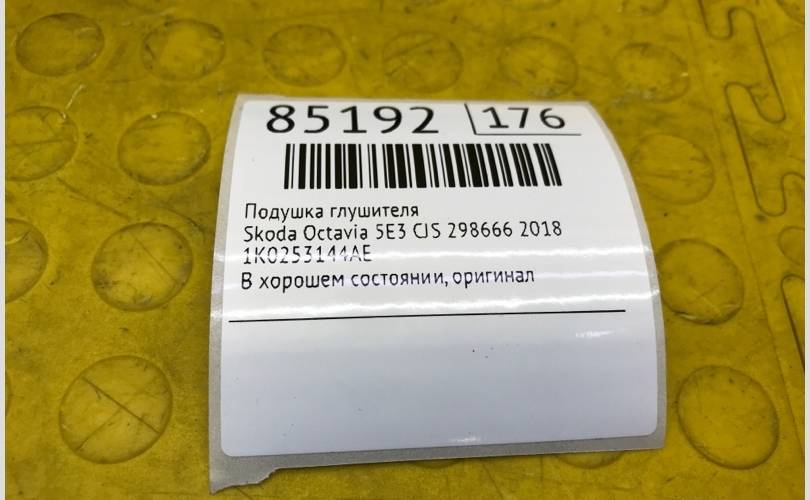 85192 176
Подушка глушителя
Skoda Octavia 5E3 CJS 298666 2018
1K0253144AE
В хорошем состоянии, оригинал